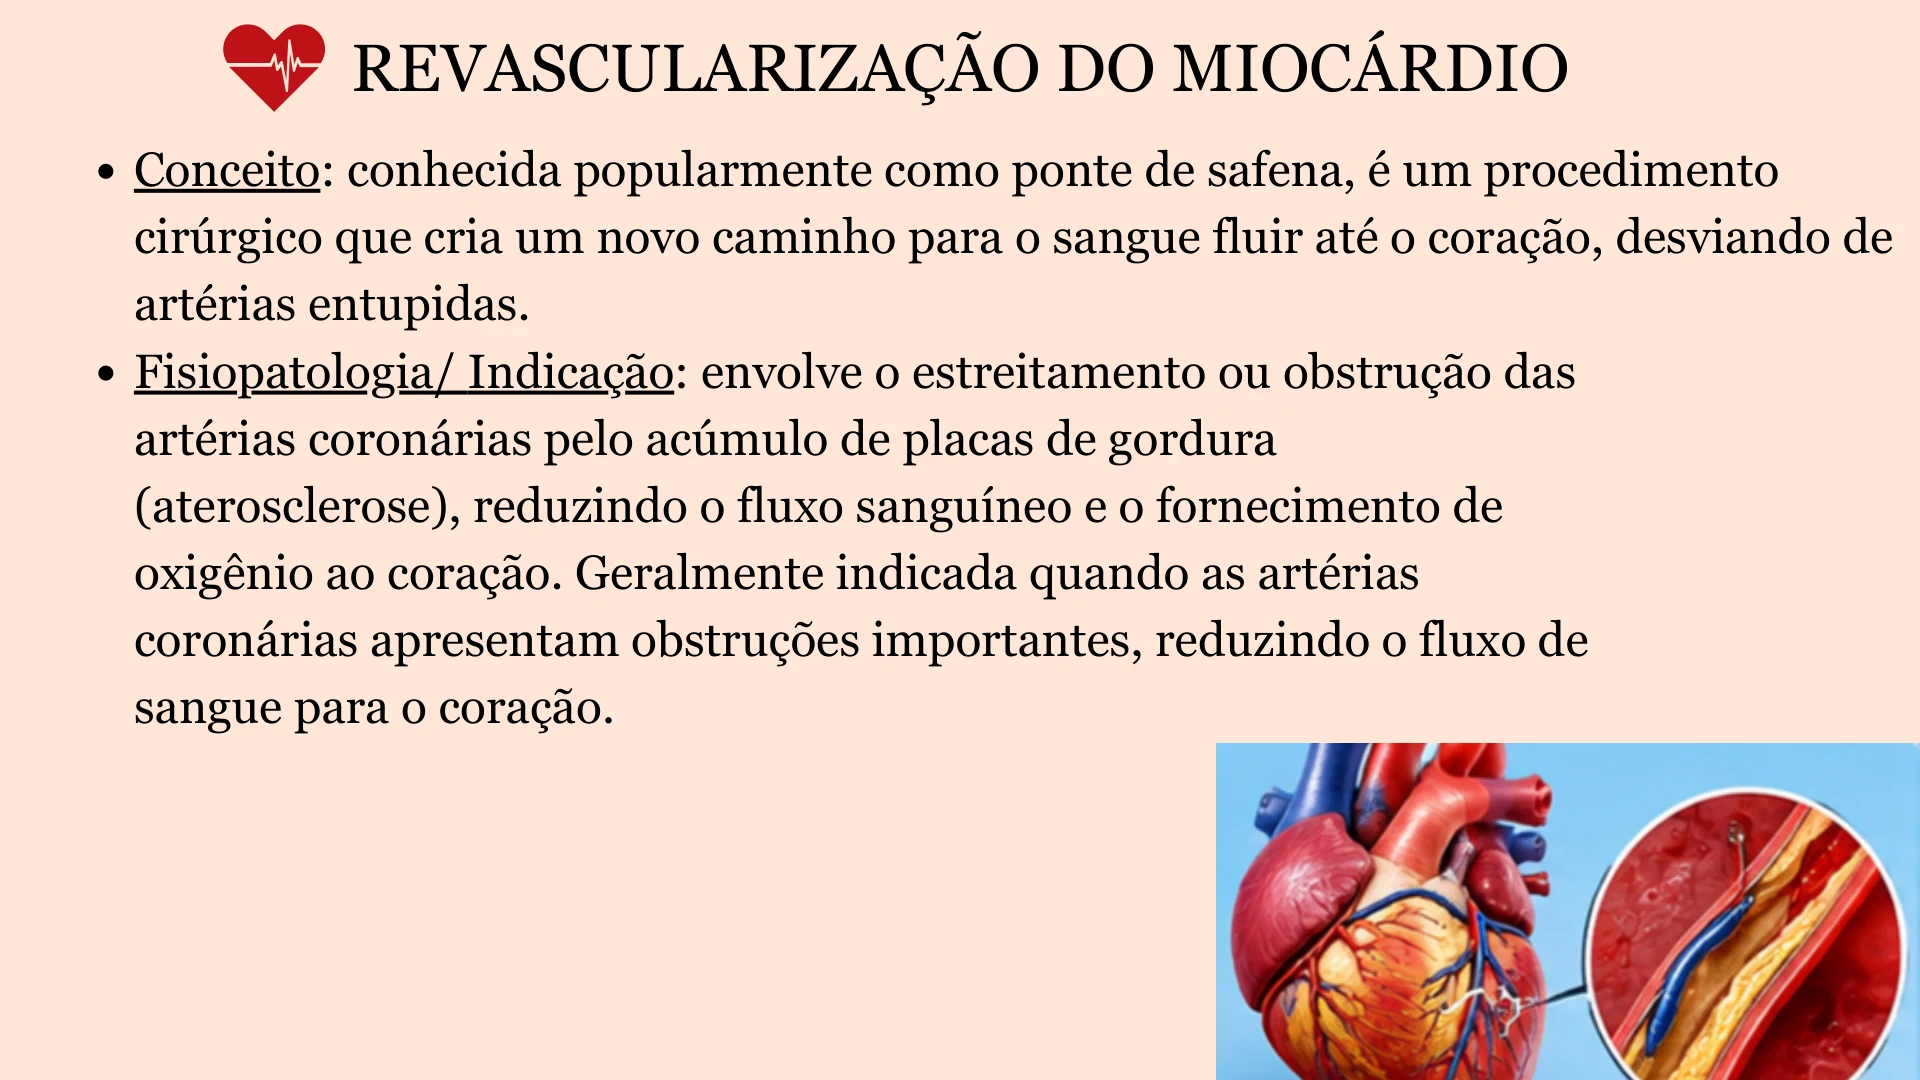 REVASCULARIZAÇÃO DO MIOCÁRDIO
• Conceito: conhecida popularmente como ponte de safena, é um procedimento
cirúrgico que cria um novo caminho para o sangue fluir até o coração, desviando de
artérias entupidas.
• Fisiopatologia/ Indicação: envolve o estreitamento ou obstrução das
artérias coronárias pelo acúmulo de placas de gordura
(aterosclerose), reduzindo o fluxo sanguíneo e o fornecimento de
oxigênio ao coração. Geralmente indicada quando as artérias
coronárias apresentam obstruções importantes, reduzindo o fluxo de
sangue para o coração.